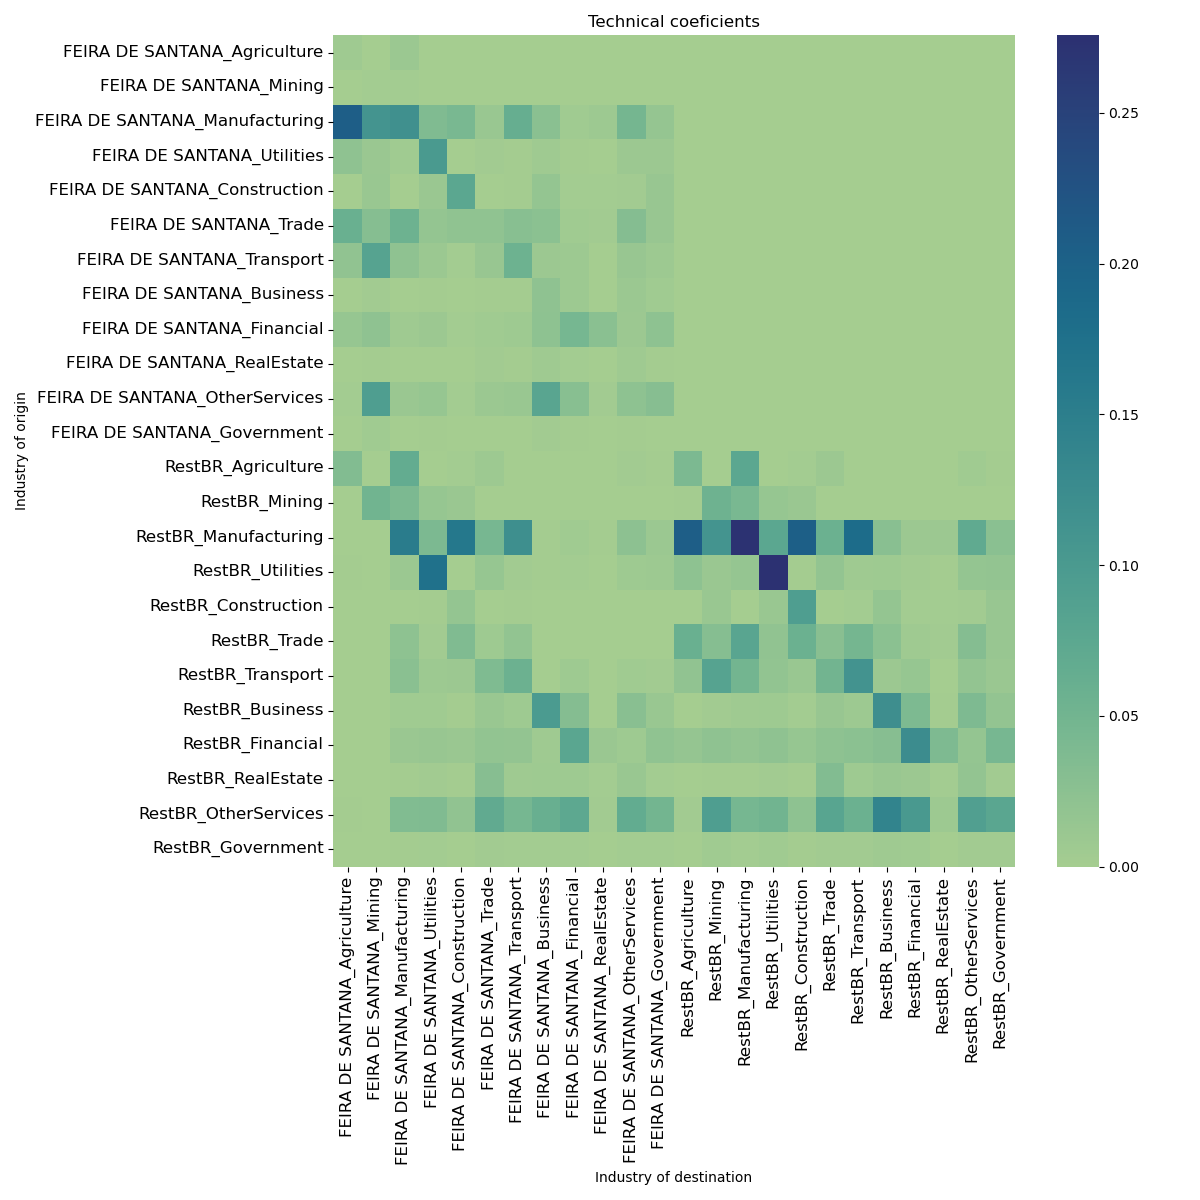 Technical coeficients
Industry of origin
FEIRA DE SANTANA_Agriculture
FEIRA DE SANTANA_Mining
FEIRA DE SANTANA_Manufacturing
FEIRA DE SANTANA_Utilities
FEIRA DE SANTANA_Construction
FEIRA DE SANTANA_Trade
FEIRA DE SANTANA_Transport
FEIRA DE SANTANA_Business
FEIRA DE SANTANA_Financial
FEIRA DE SANTANA_RealEstate
FEIRA DE SANTANA_OtherServices
FEIRA DE SANTANA_Government
RestBR_Agriculture
RestBR_Mining
RestBR_Manufacturing
RestBR_Utilities
RestBR_Construction
RestBR_Trade
RestBR_Transport
RestBR_Business
RestBR_Financial
RestBR_RealEstate
RestBR_OtherServices
RestBR_Government
0.25
0.20
0.15
0.10
0.05
0.00
FEIRA DE SANTANA_Agriculture
FEIRA DE SANTANA_Mining
FEIRA DE SANTANA_Manufacturing
FEIRA DE SANTANA_Utilities
FEIRA DE SANTANA_Construction
FEIRA DE SANTANA_Trade
FEIRA DE SANTANA_Transport
FEIRA DE SANTANA_Business
FEIRA DE SANTANA_Financial
FEIRA DE SANTANA_RealEstate
FEIRA DE SANTANA_OtherServices
FEIRA DE SANTANA_Government
RestBR_Agriculture
RestBR_Mining
RestBR_Manufacturing
RestBR_Utilities
RestBR_Construction
RestBR_Trade
RestBR_Transport
RestBR_Business
RestBR_Financial
RestBR_RealEstate
RestBR_OtherServices
RestBR_Government
Industry of destination